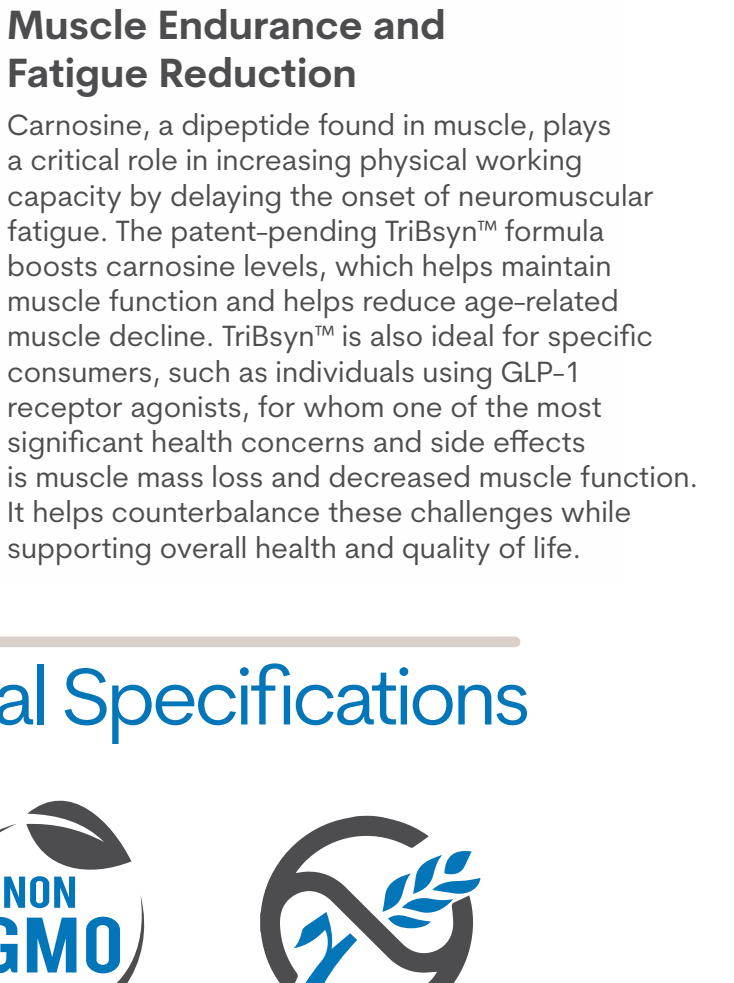 Muscle Endurance and
Fatigue Reduction
Carnosine, a dipeptide found in muscle, plays
a critical role in increasing physical working
capacity by delaying the onset of neuromuscular
fatigue. The patent-pending TriBsyn™ formula
boosts carnosine levels, which helps maintain
muscle function and helps reduce age-related
muscle decline. TriBsyn™ is also ideal for specific
consumers, such as individuals using GLP-1
receptor agonists, for whom one of the most
significant health concerns and side effects
is muscle mass loss and decreased muscle function.
It helps counterbalance these challenges while
supporting overall health and quality of life.
al Specifications
NON
GMO